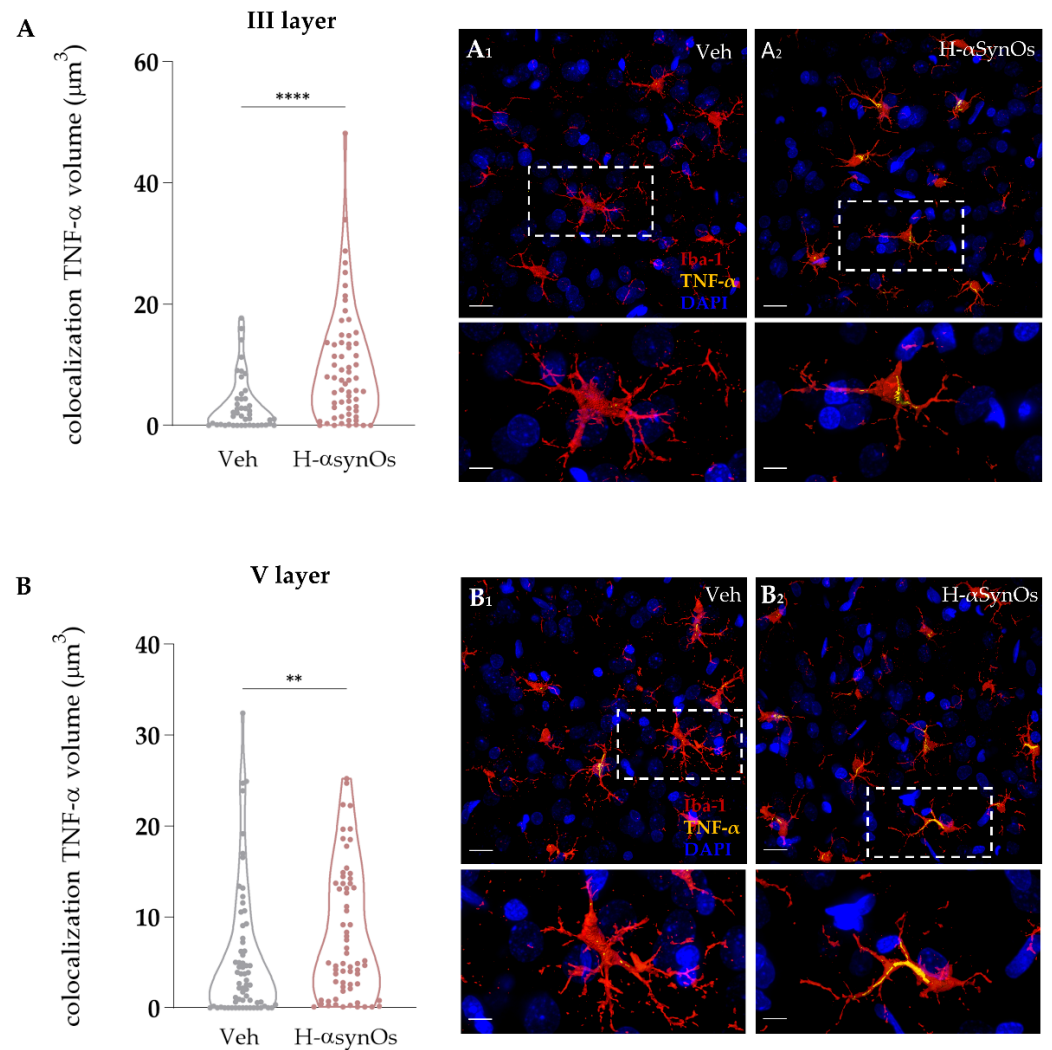 A
III layer
colocalization TNF-α volume (µm³)
60
40
20
0
****
Veh
H-αsynOs
A1
Veh
Iba-1
TNF-α
DAPI
A2
H-αSynOs
B
V layer
colocalization TNF-α volume (µm³)
40
30
20
10
0
**
Veh
H-αsynOs
B1
Veh
Iba-1
TNF-α
DAPI
B2
H-αSynOs